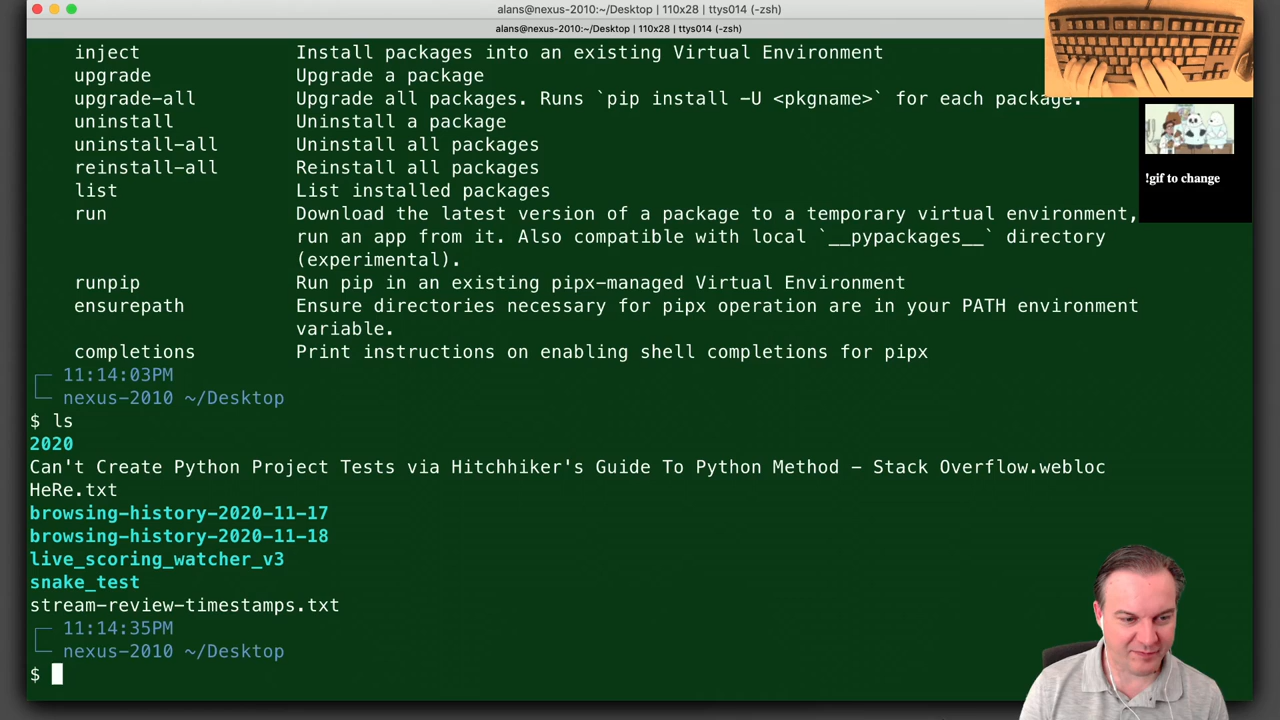 alans@nexus-2010:~/Desktop | 110x28 | ttys014 (-zsh)
alans@nexus-2010:~/Desktop | 110x28 | ttys014 (-zsh)
inject Install packages into an existing Virtual Environment
upgrade Upgrade a package
upgrade-all Upgrade all packages. Runs `pip install -U <pkgname>` for each package.
uninstall Uninstall a package
uninstall-all Uninstall all packages
reinstall-all Reinstall all packages
list List installed packages
run Download the latest version of a package to a temporary virtual environment,
run an app from it. Also compatible with local `__pypackages__` directory
(experimental).
runpip Run pip in an existing pipx-managed Virtual Environment
ensurepath Ensure directories necessary for pipx operation are in your PATH environment
variable.
completions Print instructions on enabling shell completions for pipx
11:14:03PM
nexus-2010 ~/Desktop
$ ls
2020
Can't Create Python Project Tests via Hitchhiker's Guide To Python Method - Stack Overflow.webloc
HeRe.txt
browsing-history-2020-11-17
browsing-history-2020-11-18
live_scoring_watcher_v3
snake_test
stream-review-timestamps.txt
11:14:35PM
nexus-2010 ~/Desktop
$
!gif to change